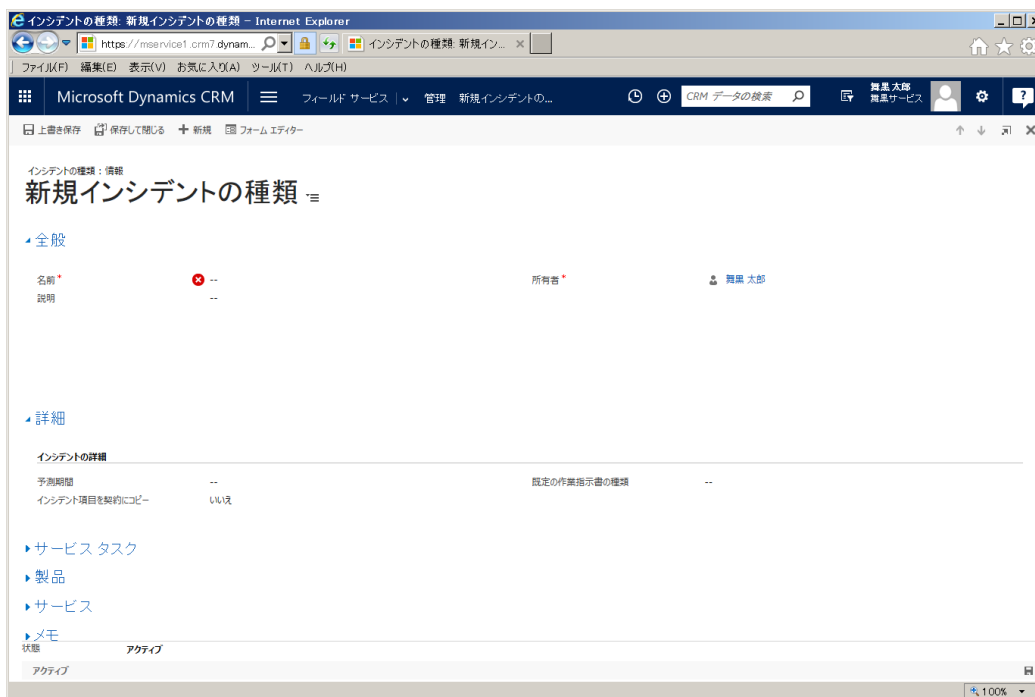 インシデントの種類: 新規インシデントの種類 - Internet Explorer
https://mservice1.crm7.dynam... インシデントの種類: 新規イン...
ファイル(F) 編集(E) 表示(V) お気に入り(A) ツール(T) ヘルプ(H)
Microsoft Dynamics CRM フィールド サービス 管理 新規インシデントの... CRM データの検索 舞黒 太郎
舞黒サービス
上書き保存 保存して閉じる 新規 フォーム エディター
インシデントの種類 : 情報
新規インシデントの種類
全般
名前* -- 所有者* 舞黒 太郎
説明 --
詳細
インシデントの詳細
予測期間 -- 既定の作業指示書の種類 --
インシデント項目を契約にコピー いいえ
サービス タスク
製品
サービス
メモ
状態 アクティブ
アクティブ
100%